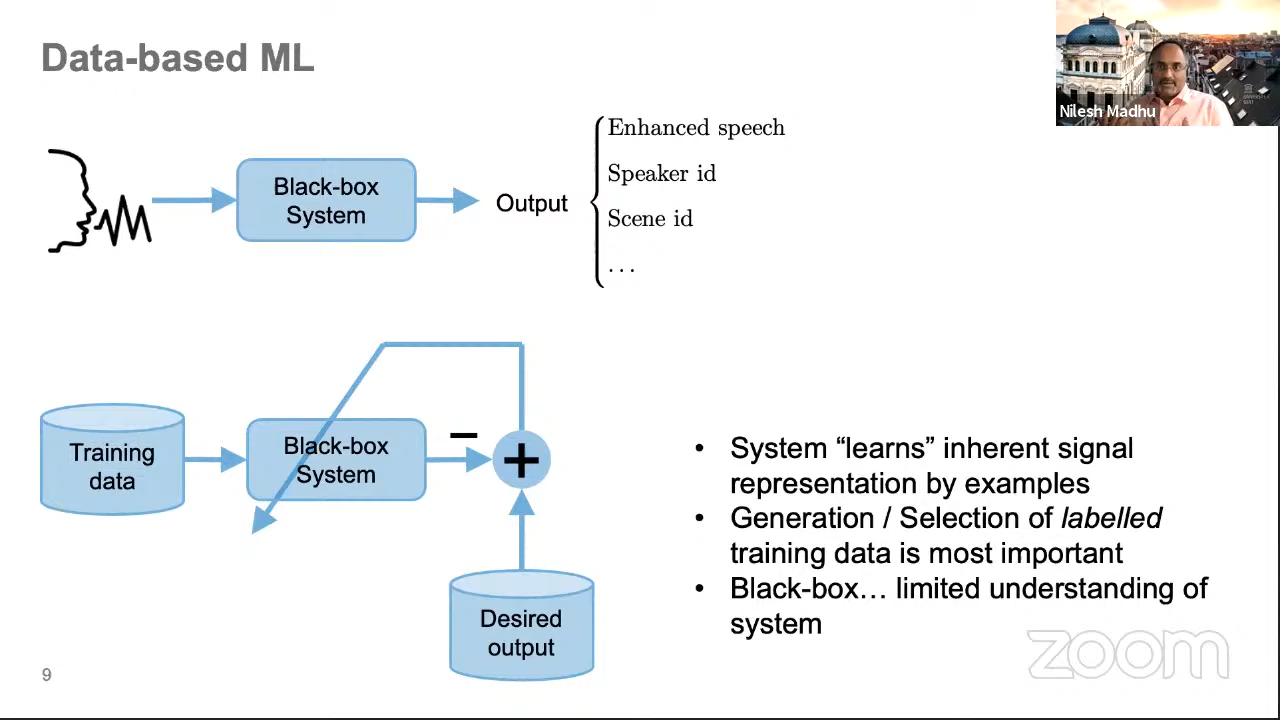 Data-based ML
Nilesh Madhu
Black-box
System
Output
Enhanced speech
Speaker id
Scene id
...
Training
data
Black-box
System
−
+
Desired
output
• System “learns” inherent signal
representation by examples
• Generation / Selection of labelled
training data is most important
• Black-box… limited understanding of
system
zoom
9